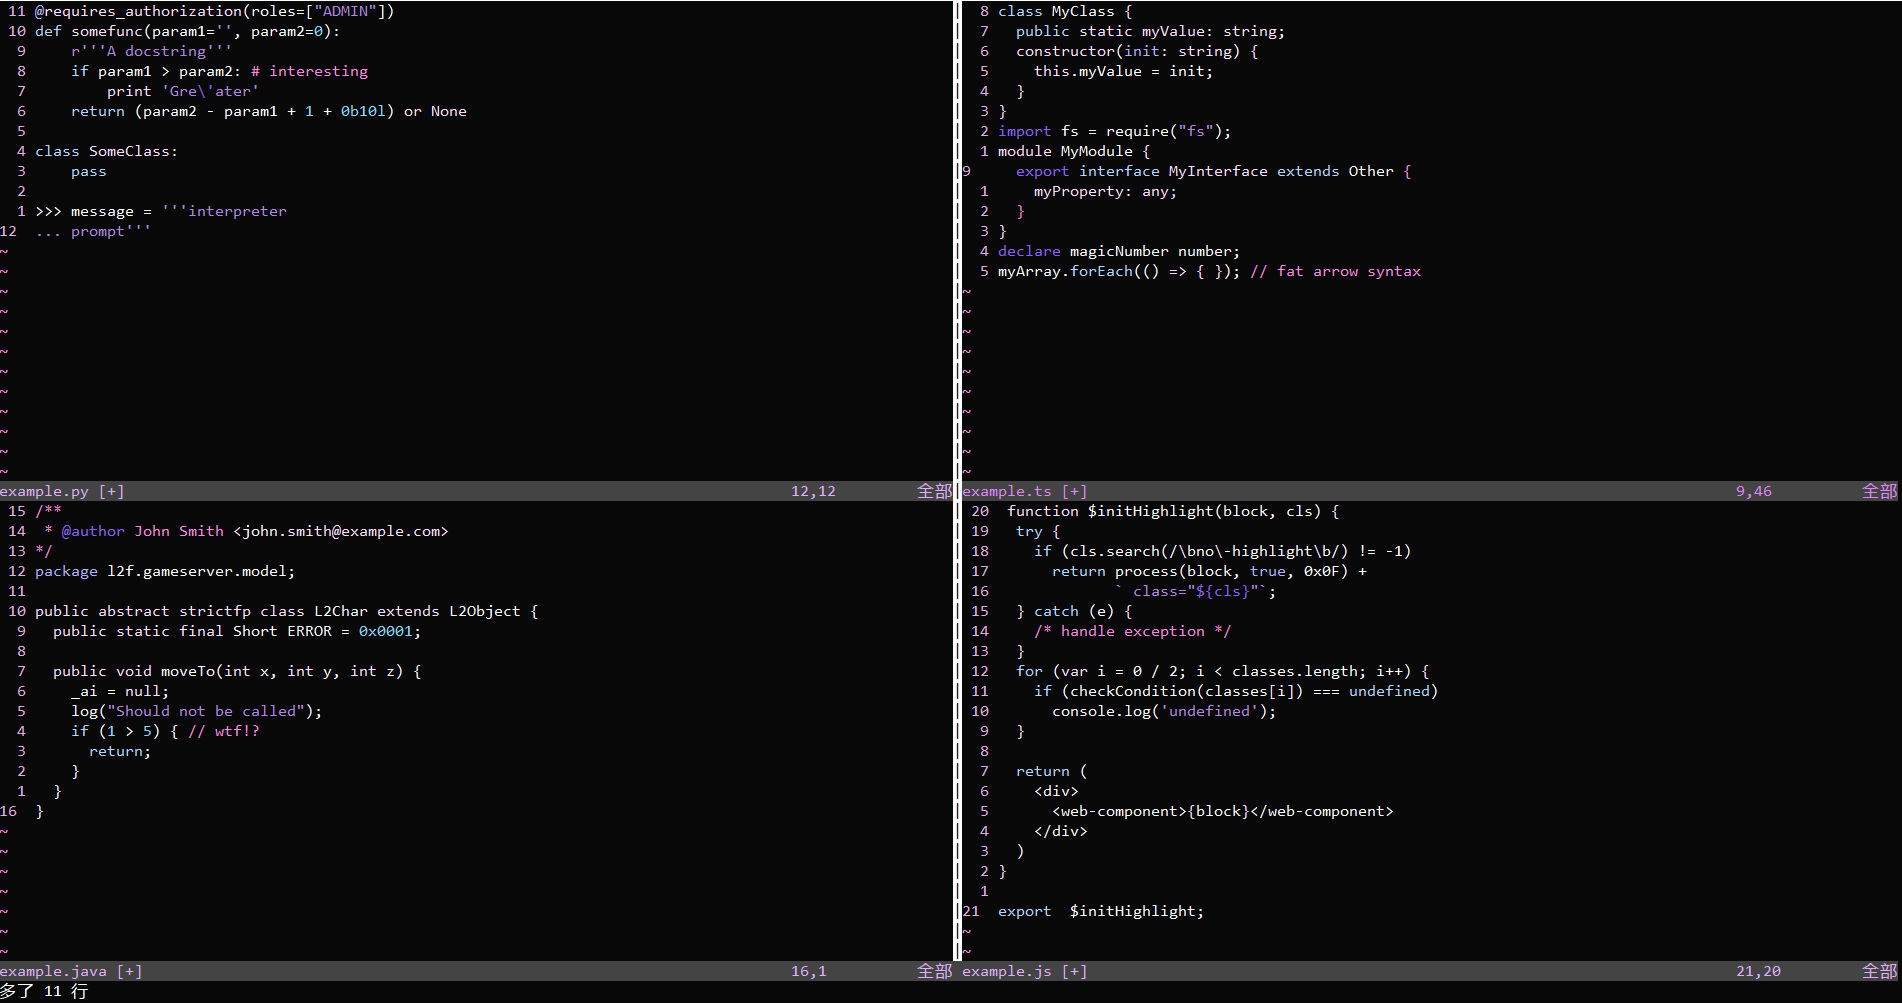 11 @requires_authorization(roles=["ADMIN"])
10 def somefunc(param1='', param2=0):
 9     r'''A docstring'''
 8     if param1 > param2: # interesting
 7         print 'Gre\'ater'
 6     return (param2 - param1 + 1 + 0b10l) or None
 5
 4 class SomeClass:
 3     pass
 2
 1 >>> message = '''interpreter
12  ... prompt'''
~
~
~
~
~
~
~
~
~
~
~
~
example.py [+] 12,12 全部
 8 class MyClass {
 7   public static myValue: string;
 6   constructor(init: string) {
 5     this.myValue = init;
 4   }
 3 }
 2 import fs = require("fs");
 1 module MyModule {
9     export interface MyInterface extends Other {
 1     myProperty: any;
 2   }
 3 }
 4 declare magicNumber number;
 5 myArray.forEach(() => { }); // fat arrow syntax
~
~
~
~
~
~
~
~
~
~
example.ts [+] 9,46 全部
15 /**
14  * @author John Smith <john.smith@example.com>
13 */
12 package l2f.gameserver.model;
11
10 public abstract strictfp class L2Char extends L2Object {
 9   public static final Short ERROR = 0x0001;
 8
 7   public void moveTo(int x, int y, int z) {
 6     _ai = null;
 5     log("Should not be called");
 4     if (1 > 5) { // wtf!?
 3       return;
 2     }
 1   }
16  }
~
~
~
~
~
~
~
example.java [+] 16,1 全部
20  function $initHighlight(block, cls) {
19   try {
18     if (cls.search(/\bno\-highlight\b/) != -1)
17       return process(block, true, 0x0F) +
16              ` class="${cls}"`;
15   } catch (e) {
14     /* handle exception */
13   }
12   for (var i = 0 / 2; i < classes.length; i++) {
11     if (checkCondition(classes[i]) === undefined)
10       console.log('undefined');
 9   }
 8
 7   return (
 6     <div>
 5       <web-component>{block}</web-component>
 4     </div>
 3   )
 2 }
 1
21  export  $initHighlight;
~
~
example.js [+] 21,20 全部
多了 11 行